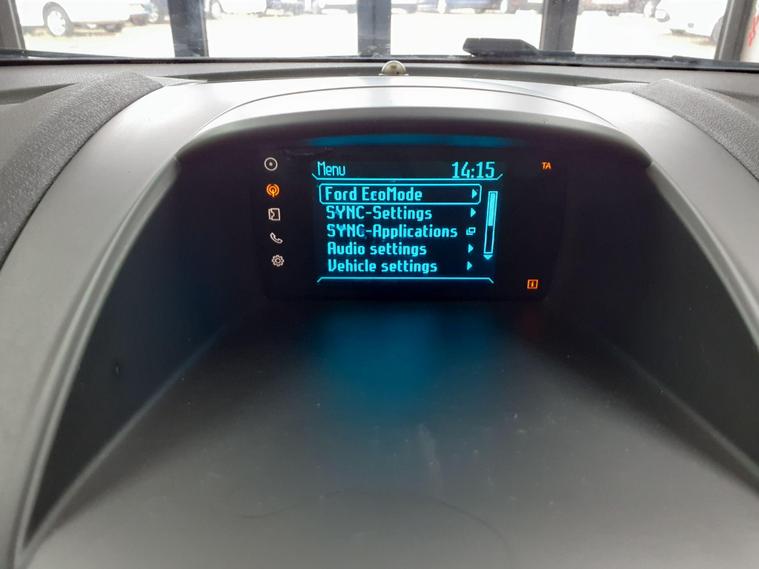 Menu 14:15 TA
Ford EcoMode
SYNC-Settings
SYNC-Applications
Audio settings
Vehicle settings